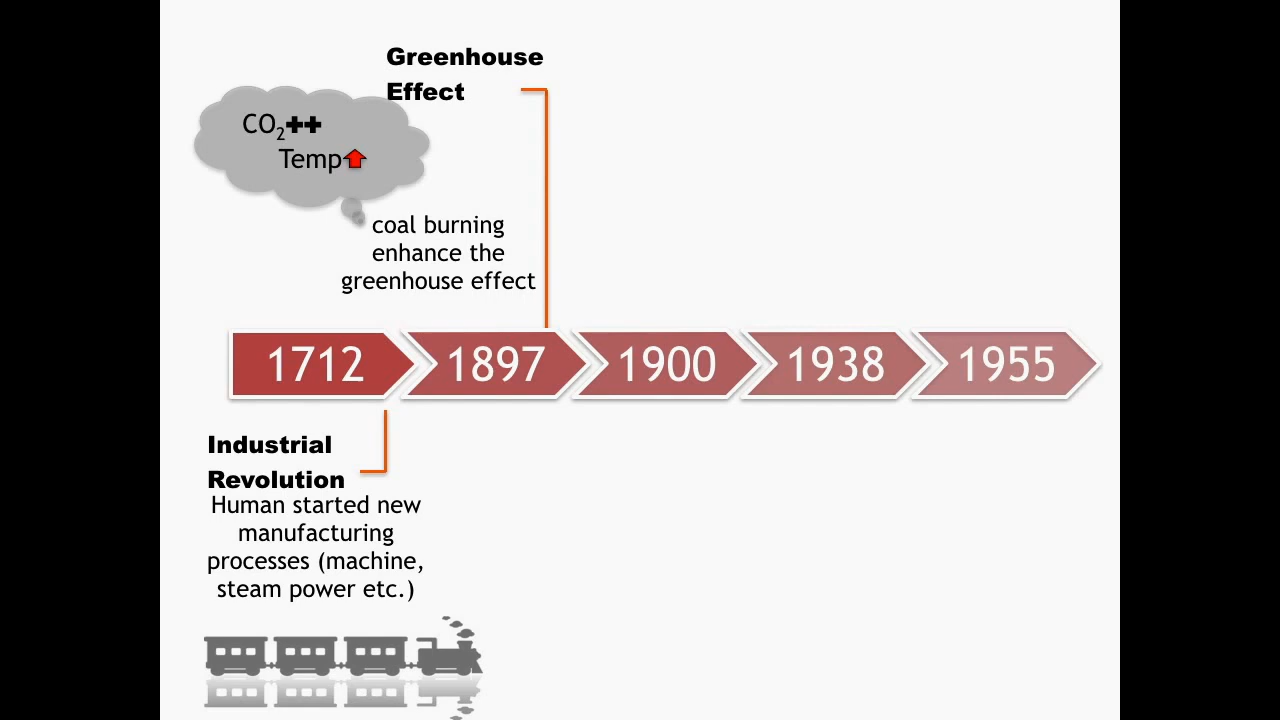 Greenhouse
Effect
CO₂++
Temp
coal burning
enhance the
greenhouse effect
1712 1897 1900 1938 1955
Industrial
Revolution
Human started new
manufacturing
processes (machine,
steam power etc.)